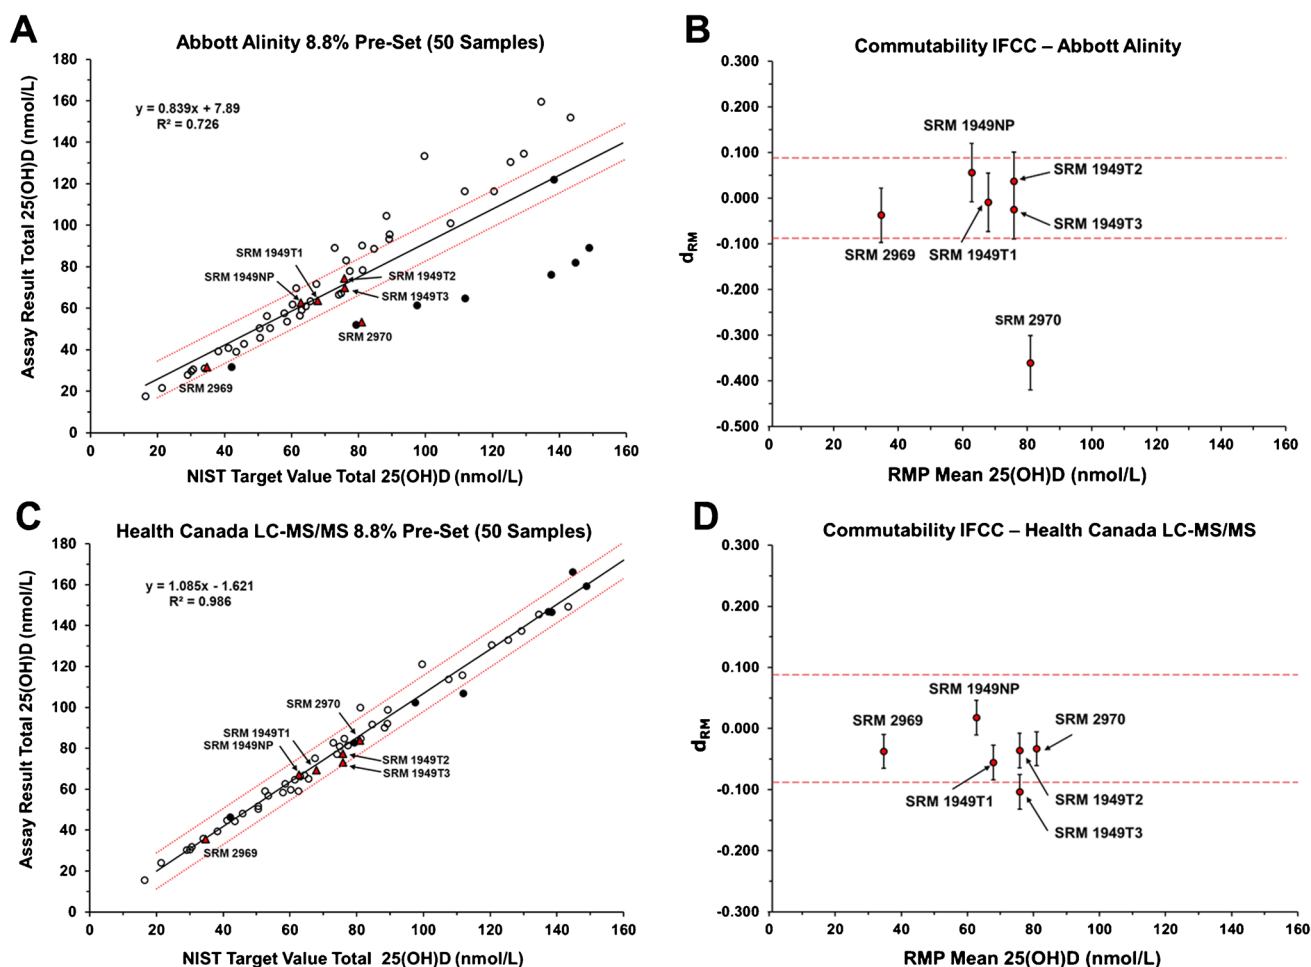 A
Abbott Alinity 8.8% Pre-Set (50 Samples)
Assay Result Total 25(OH)D (nmol/L)
180
160
140
120
100
80
60
40
20
0
y = 0.839x + 7.89
R² = 0.726
SRM 1949T1
SRM 1949NP
SRM 1949T2
SRM 1949T3
SRM 2970
SRM 2969
0 20 40 60 80 100 120 140 160
NIST Target Value Total 25(OH)D (nmol/L)
B
Commutability IFCC – Abbott Alinity
dRM
0.300
0.200
0.100
0.000
-0.100
-0.200
-0.300
-0.400
-0.500
SRM 1949NP
SRM 1949T2
SRM 1949T3
SRM 2969
SRM 1949T1
SRM 2970
0 20 40 60 80 100 120 140 160
RMP Mean 25(OH)D (nmol/L)
C
Health Canada LC-MS/MS 8.8% Pre-Set (50 Samples)
Assay Result Total 25(OH)D (nmol/L)
180
160
140
120
100
80
60
40
20
0
y = 1.085x - 1.621
R² = 0.986
SRM 2970
SRM 1949T1
SRM 1949NP
SRM 1949T2
SRM 1949T3
SRM 2969
0 20 40 60 80 100 120 140 160
NIST Target Value Total 25(OH)D (nmol/L)
D
Commutability IFCC – Health Canada LC-MS/MS
dRM
0.300
0.200
0.100
0.000
-0.100
-0.200
-0.300
SRM 1949NP
SRM 2969
SRM 2970
SRM 1949T1
SRM 1949T2
SRM 1949T3
0 20 40 60 80 100 120 140 160
RMP Mean 25(OH)D (nmol/L)